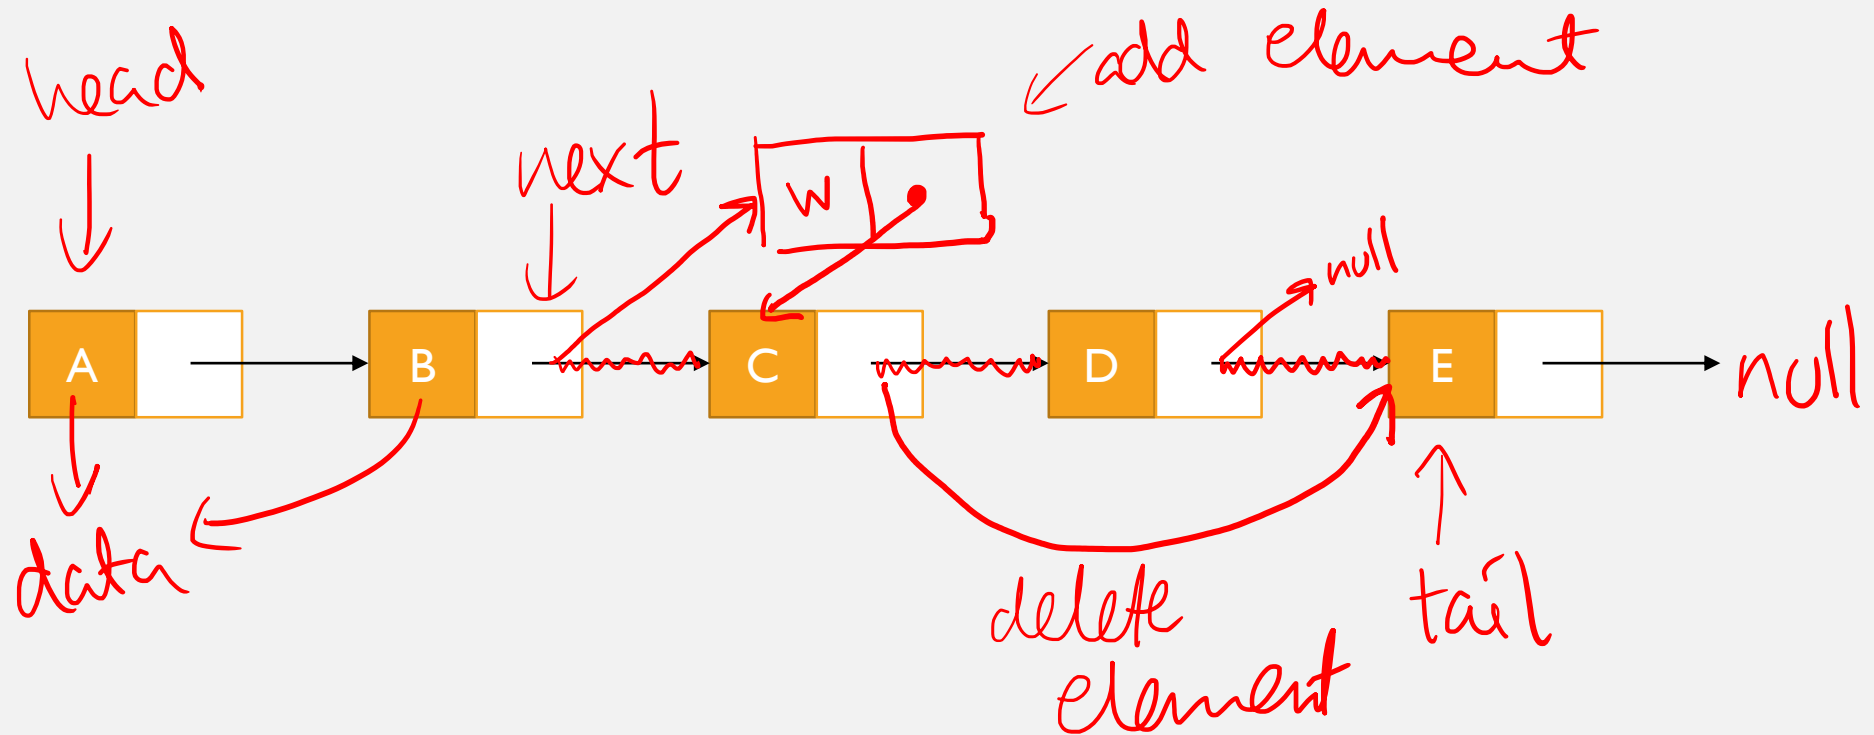 head
add element
next
W
null
A
B
C
D
E
null
data
delete
element
tail